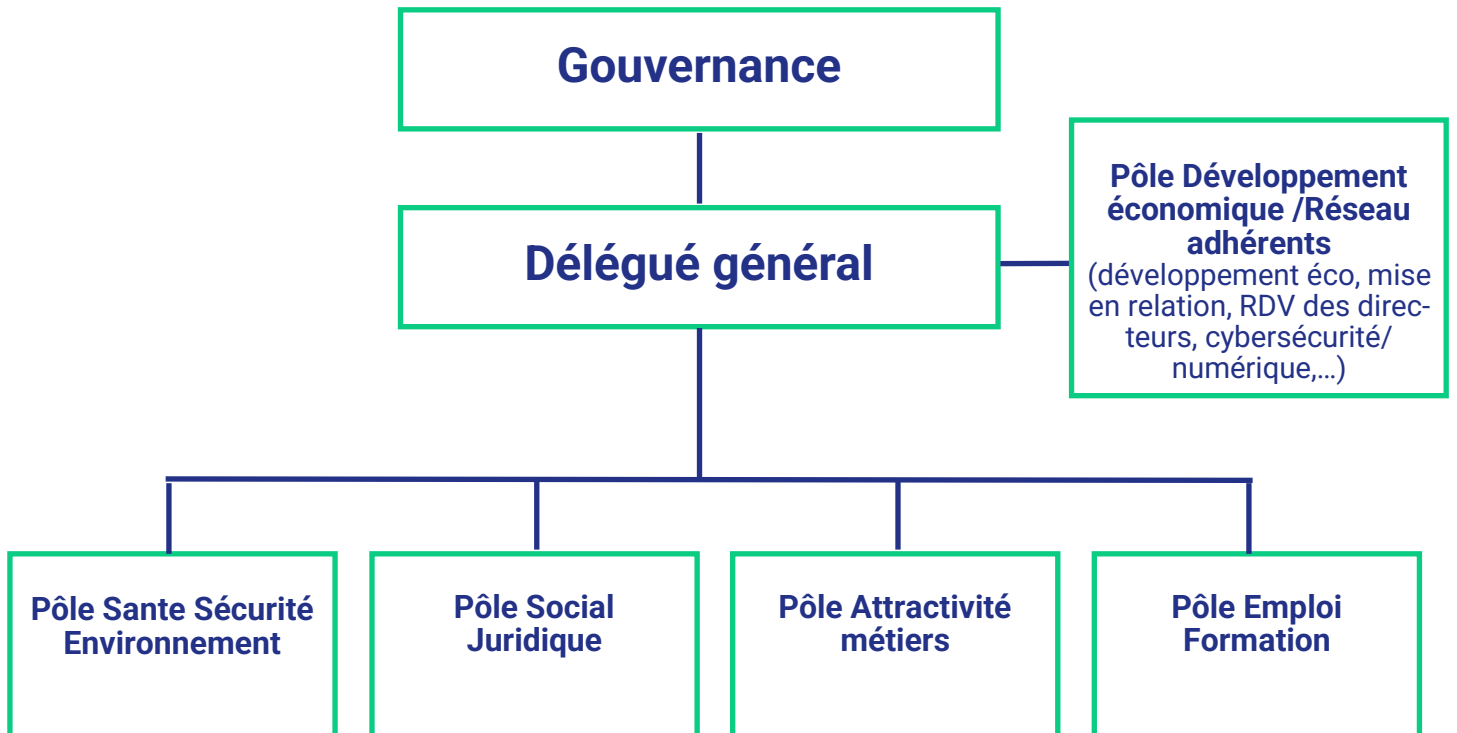 Gouvernance
Délégué général
Pôle Développement
économique /Réseau
adhérents
(développement éco, mise
en relation, RDV des direc-
teurs, cybersécurité/
numérique,...)
Pôle Sante Sécurité
Environnement
Pôle Social
Juridique
Pôle Attractivité
métiers
Pôle Emploi
Formation